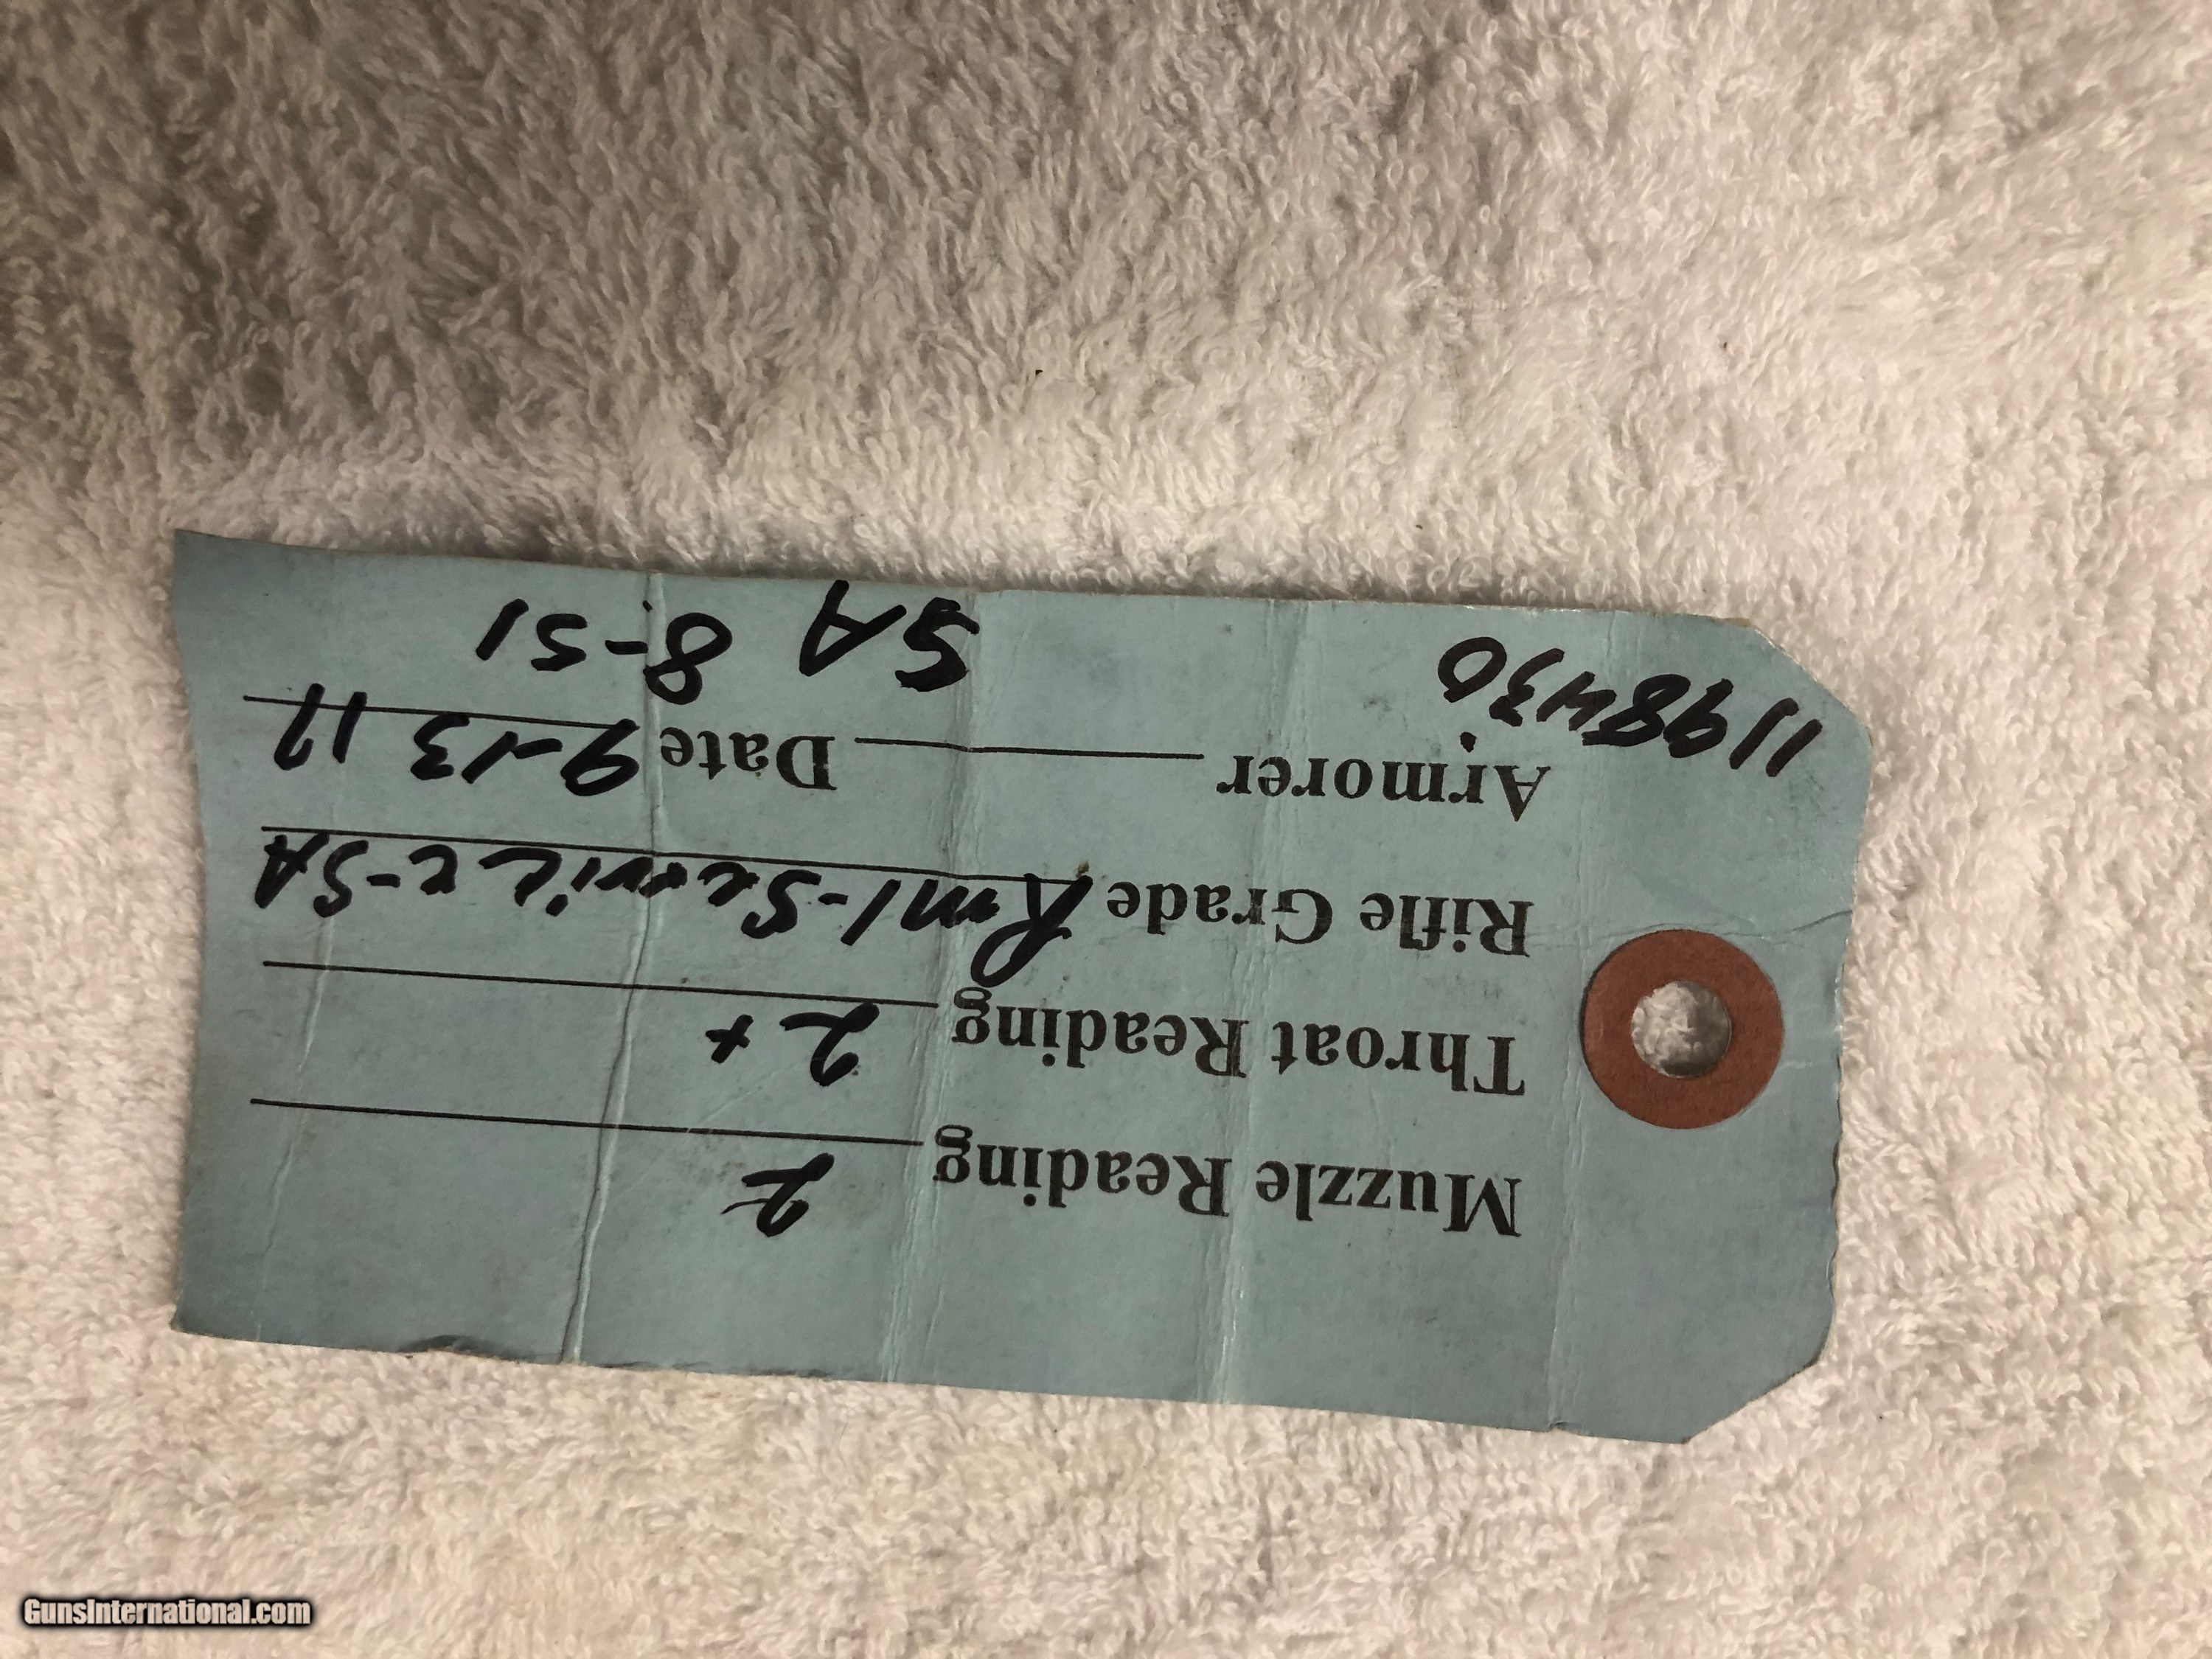 Muzzle Reading 2
Throat Reading 2+
Rifle Grade Rm1-Service-SA
Armorer Date 9-13 17
1198430 SA 8-51
GunsInternational.com